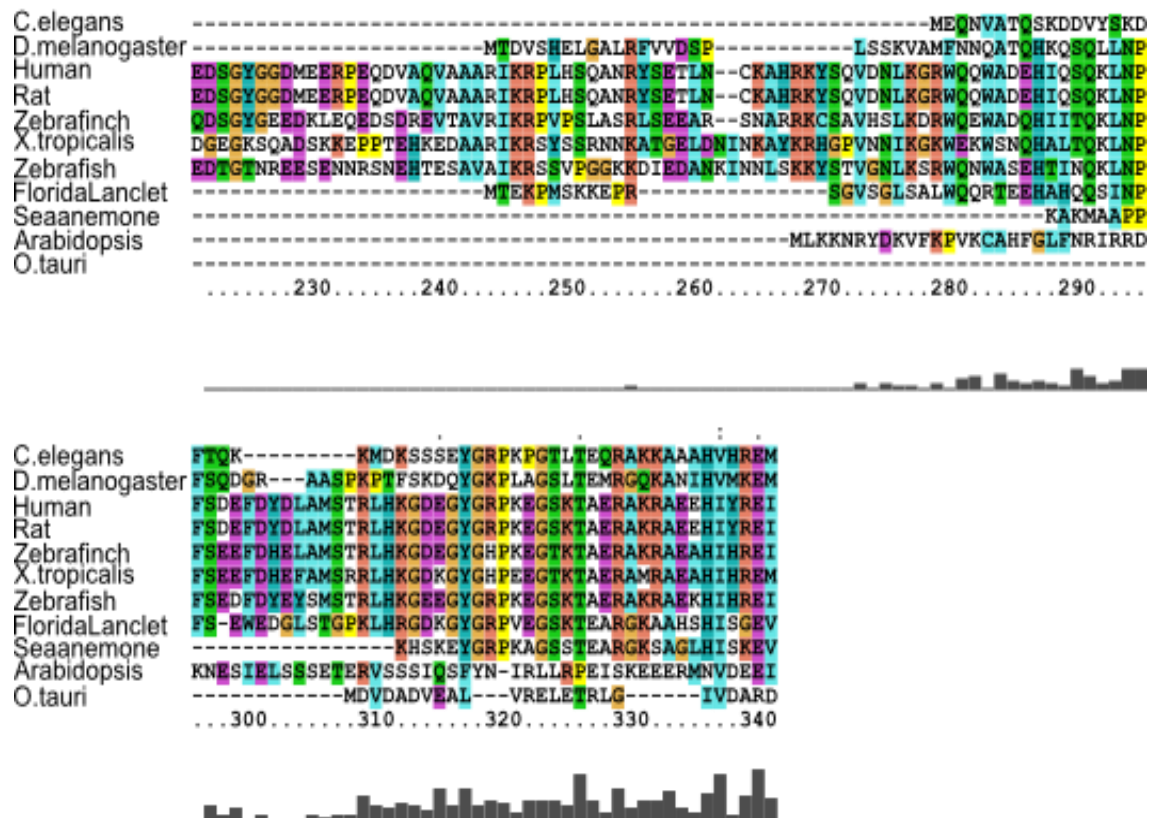 C.elegans ----------------------------------------------------------MEQNVATQSKDDVYSKD
D.melanogaster -----------------------MTDVSHELGALRFVVDSP-----------LSSKVAMFNNQATQHKQSQLLNP
Human EDSGYGGDMEERPEQDVAQVAAARIKRPLHSQANRYSETLN--CKAHRKYSQVDNLKGRWQQWADEHIQSQKLNP
Rat EDSGYGGDMEERPEQDVAQVAAARIKRPLHSQANRYSETLN--CKAHRKYSQVDNLKGRWQQWADEHIQSQKLNP
Zebrafinch QDSGYGEEDKLEQEDSDREVTAVRIKRPVPSLASRLSEEAR--SNARRKCSAVHSLKDRWQEWADQHIITQKLNP
X.tropicalis DGEGKSQADSKKEPPTEHKEDAARIKRSYSSRNNKATGELDNINKAYKRHGPVNNIKGKWEKWSNQHALTQKLNP
Zebrafish EDTGTNREESENNRSNEHTESAVAIKRSSVPGGKKDIEDANKINNLSKKYSTVGNLKSRWQNWASEHTINQKLNP
FloridaLanclet -----------------------MTEKPMSKKEPR---------------SGVSGLSALWQQRTEEHAHQQSINP
Seaanemone -------------------------------------------------------------------KAKMAAPP
Arabidopsis -----------------------------------------------MLKKNRYDKVFKPVKCAHFGLFNRIRRD
O.tauri ---------------------------------------------------------------------------
.......230.......240.......250.......260.......270.......280.......290....
. . : .
C.elegans FTQK---------KMDKSSSEYGRPKPGTLTEQRAKKAAAHVHREM
D.melanogaster FSQDGR---AASPKPTFSKDQYGKPLAGSLTEMRGQKANIHVMKEM
Human FSDEFDYDLAMSTRLHKGDEGYGRPKEGSKTAERAKRAEEHIYREI
Rat FSDEFDYDLAMSTRLHKGDEGYGRPKEGSKTAERAKRAEEHIYREI
Zebrafinch FSEEFDHELAMSTRLHKGDEGYGHPKEGTKTAERAKRAEAHIHREI
X.tropicalis FSEEFDHEFAMSRRLHKGDKGYGHPEEGTKTAERAMRAEAHIHREM
Zebrafish FSEDFDYEYSMSTRLHKGEEGYGRPKEGSKTAERAKRAEKHIHREI
FloridaLanclet FS-EWEDGLSTGPKLHRGDKGYGRPVEGSKTEARGKAAHSHISGEV
Seaanemone ----------------KHSKEYGRPKAGSSTEARGKSAGLHISKEV
Arabidopsis KNESIELSSSETERVSSSIQSFYN-IRLLRPEISKEEERMNVDEEI
O.tauri ------------MDVDADVEAL---VRELETRLG------IVDARD
...300.......310.......320.......330.......340